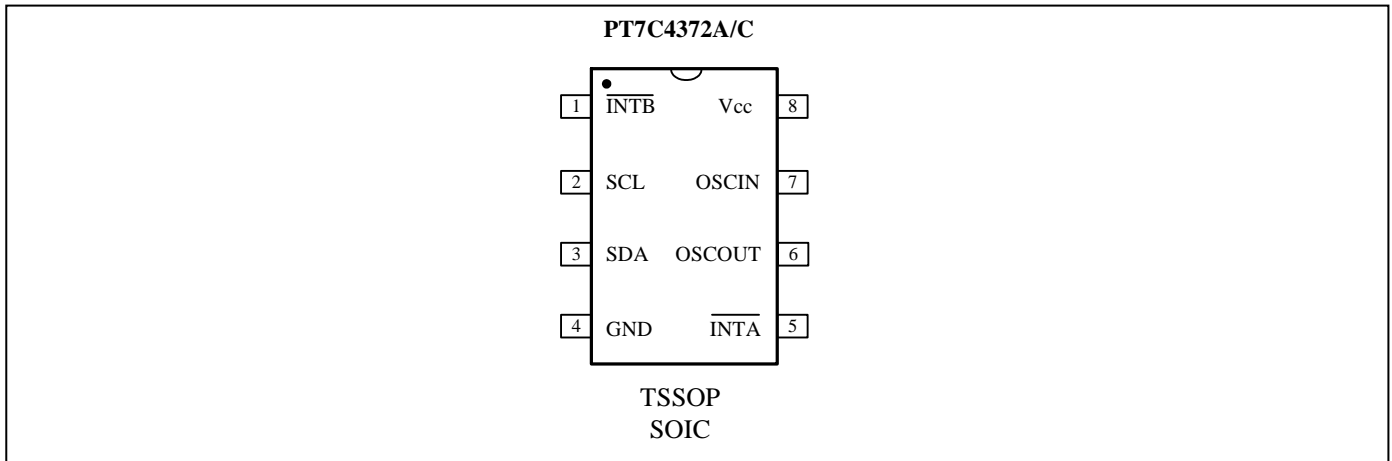 PT7C4372A/C
1 INTB Vcc 8
2 SCL OSCIN 7
3 SDA OSCOUT 6
4 GND INTA 5
TSSOP
SOIC